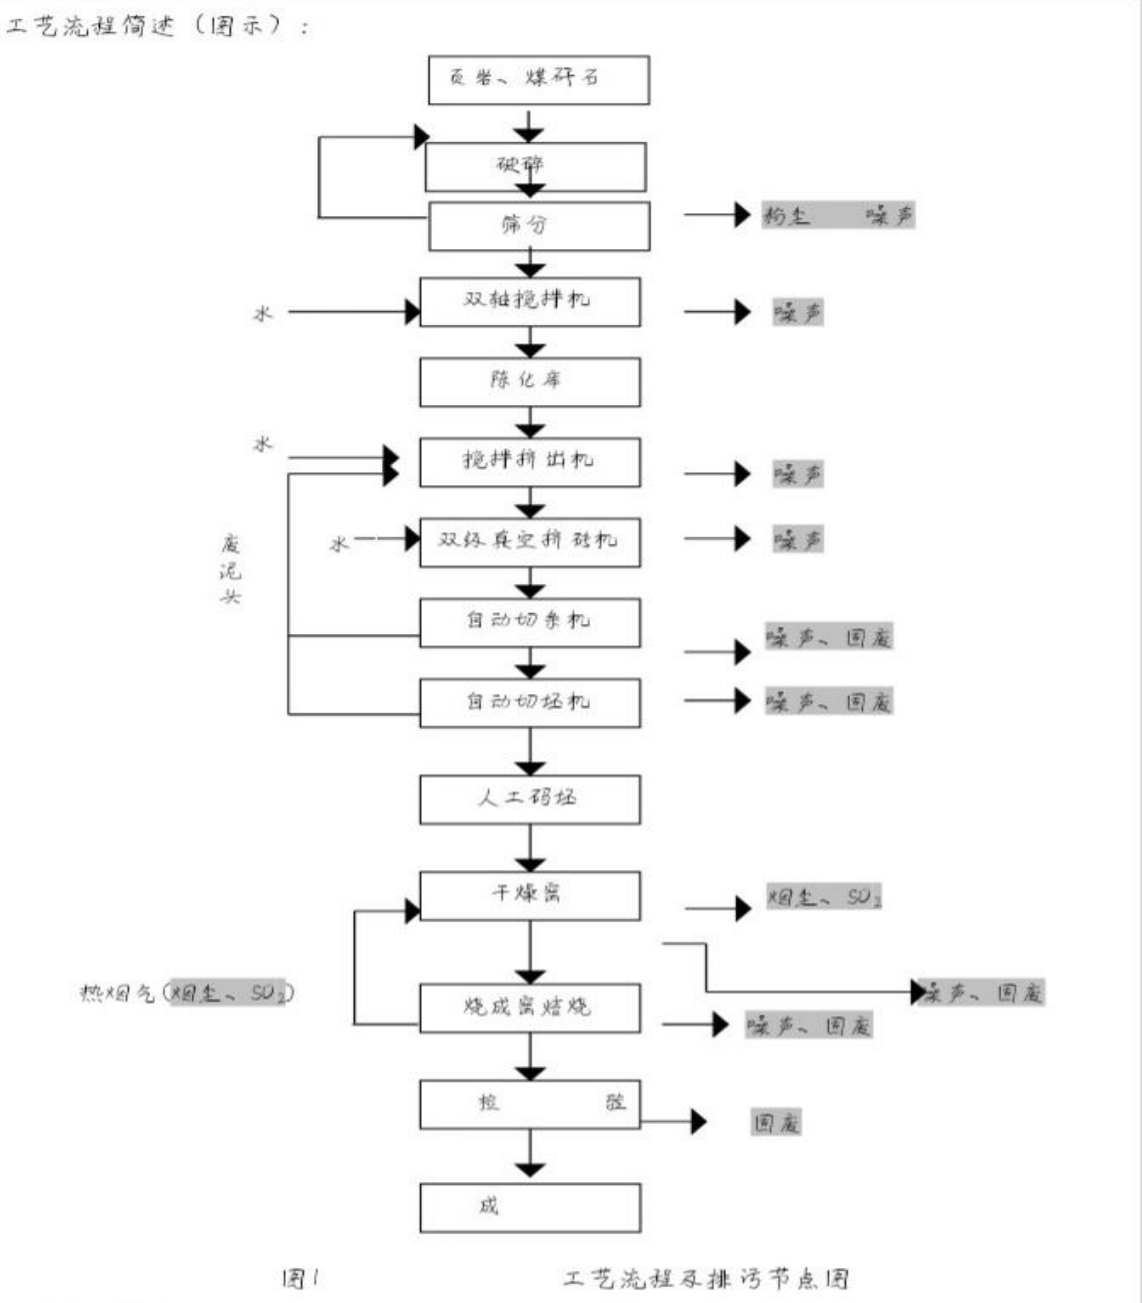 工艺流程简述（图示）：
页岩、煤矸石
破碎
筛分
粉尘 噪声
水
双轴搅拌机
噪声
陈化库
水
搅拌挤出机
噪声
废泥头
水
双级真空挤砖机
噪声
自动切条机
噪声、固废
自动切坯机
噪声、固废
人工码坯
干燥窑
烟尘、SO2
热烟气（烟尘、SO2）
噪声、固废
烧成窑焙烧
噪声、固废
检 验
固废
成
图1 工艺流程及排污节点图